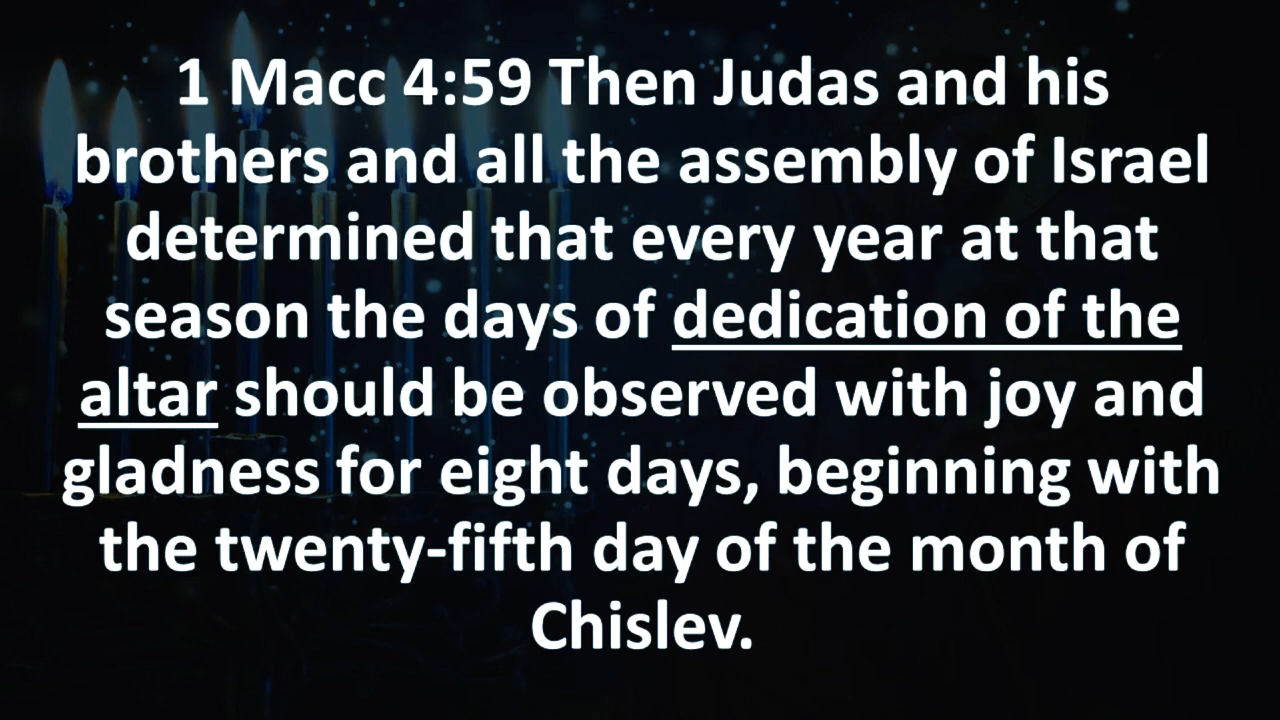 1 Macc 4:59 Then Judas and his
brothers and all the assembly of Israel
determined that every year at that
season the days of dedication of the
altar should be observed with joy and
gladness for eight days, beginning with
the twenty-fifth day of the month of
Chislev.